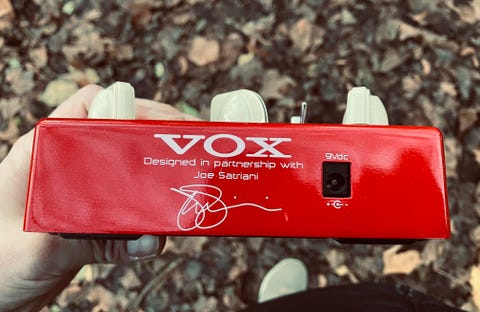 VOX
Designed in partnership with
Joe Satriani
9Vdc